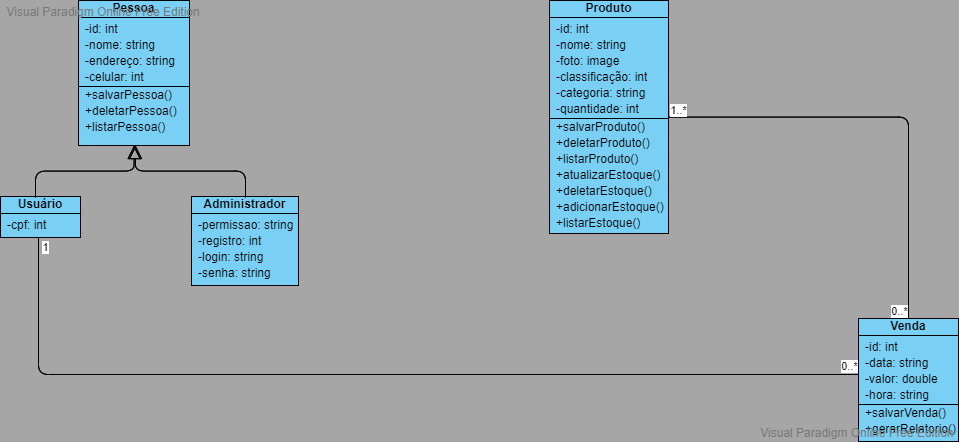 Visual Paradigm Online Free Edition
Pessoa
-id: int
-nome: string
-endereço: string
-celular: int
+salvarPessoa()
+deletarPessoa()
+listarPessoa()
Produto
-id: int
-nome: string
-foto: image
-classificação: int
-categoria: string
-quantidade: int
+salvarProduto()
+deletarProduto()
+listarProduto()
+atualizarEstoque()
+deletarEstoque()
+adicionarEstoque()
+listarEstoque()
1..*
Usuário
-cpf: int
1
Administrador
-permissao: string
-registro: int
-login: string
-senha: string
0..*
0..*
Venda
-id: int
-data: string
-valor: double
-hora: string
+salvarVenda()
+gerarRelatorio()
Visual Paradigm Online Free Edition